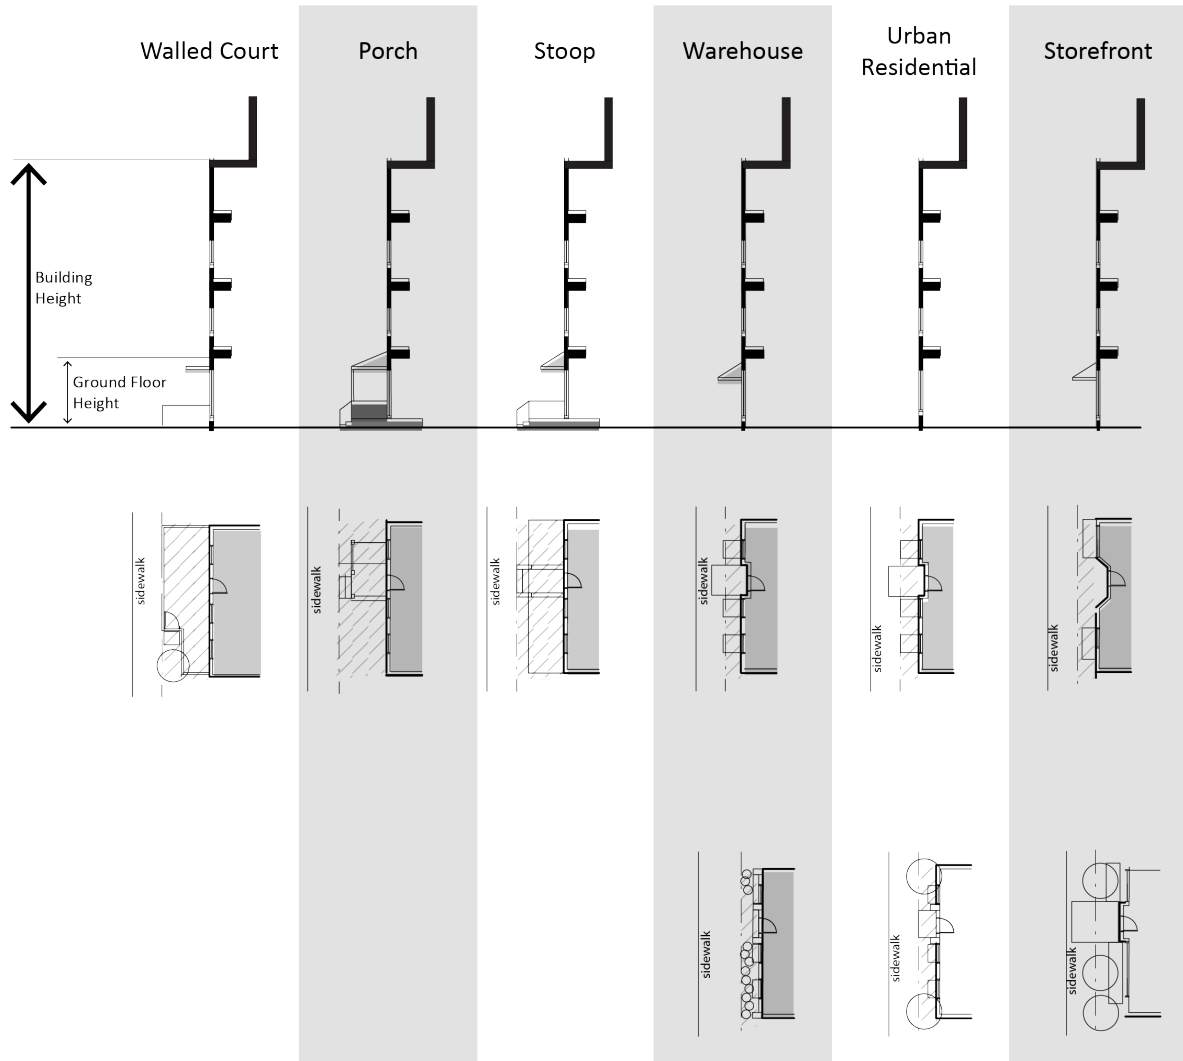 Walled Court
Porch
Stoop
Warehouse
Urban
Residential
Storefront
Building
Height
Ground Floor
Height
sidewalk
sidewalk
sidewalk
sidewalk
sidewalk
sidewalk
sidewalk
sidewalk
sidewalk